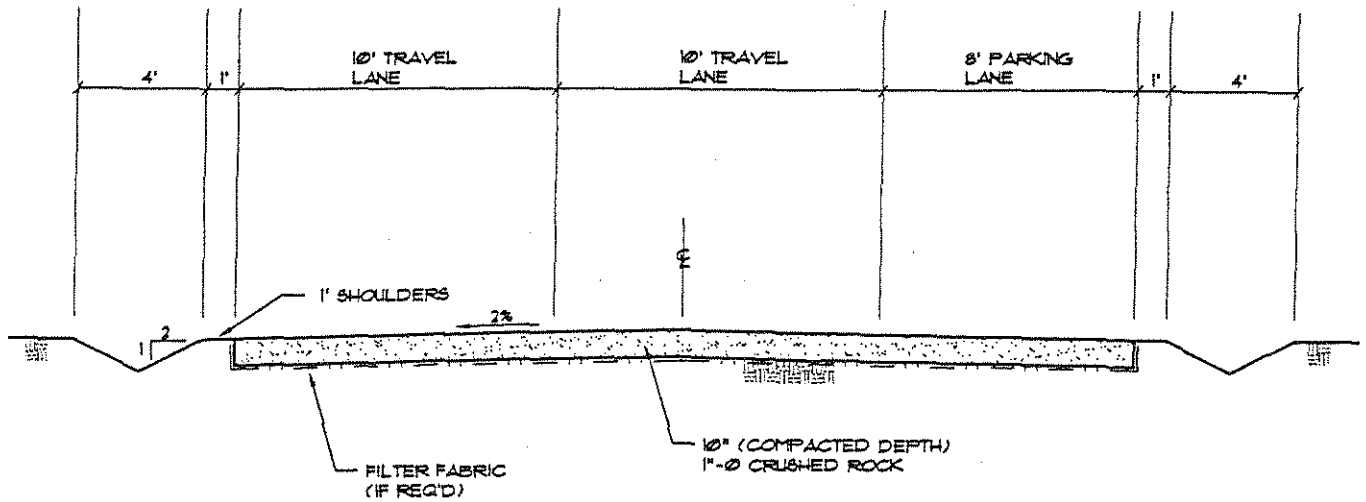 10' TRAVEL
LANE
10' TRAVEL
LANE
8' PARKING
LANE
4'
1'
1'
4'
℄
1' SHOULDERS
2%
2
1
10" (COMPACTED DEPTH)
1"-0 CRUSHED ROCK
FILTER FABRIC
(IF REQ'D)